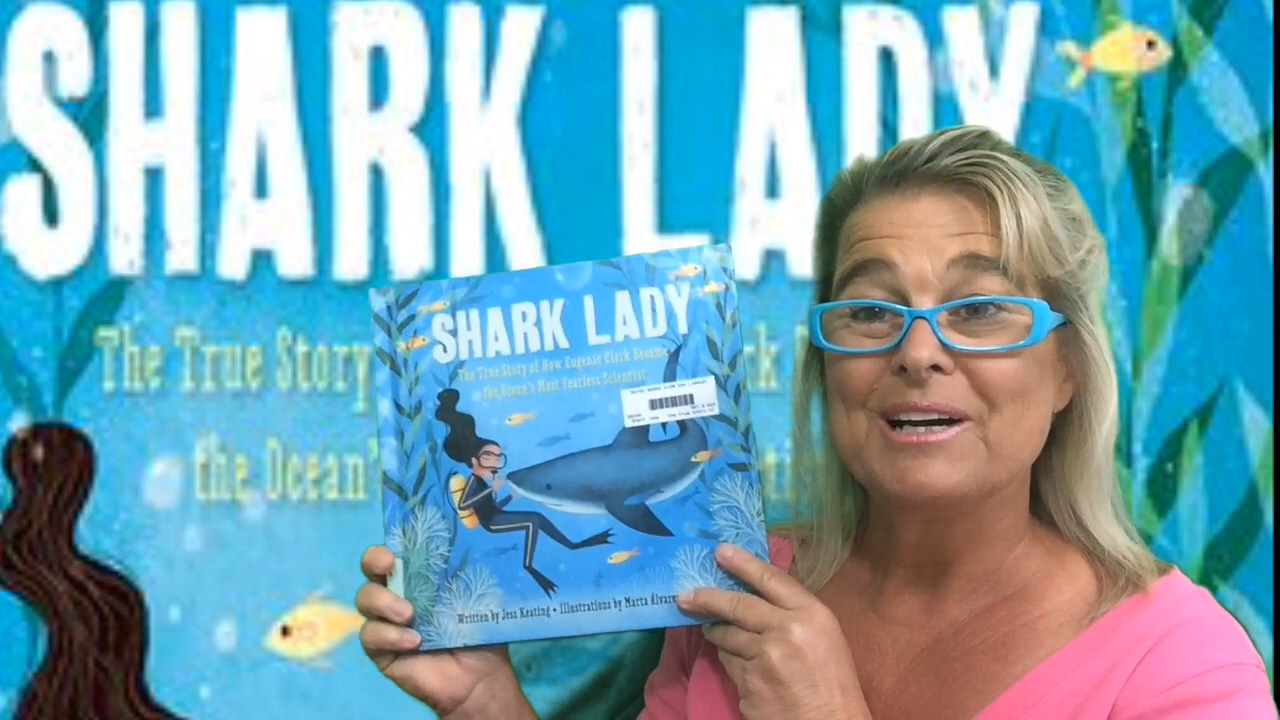 SHARK LADY
The True Story
the Ocean'
SHARK LADY
The True Story of How Eugenie Clark Became
the Ocean's Most Fearless Scientist
Written by Jess Keating • Illustrations by Marta Álvarez